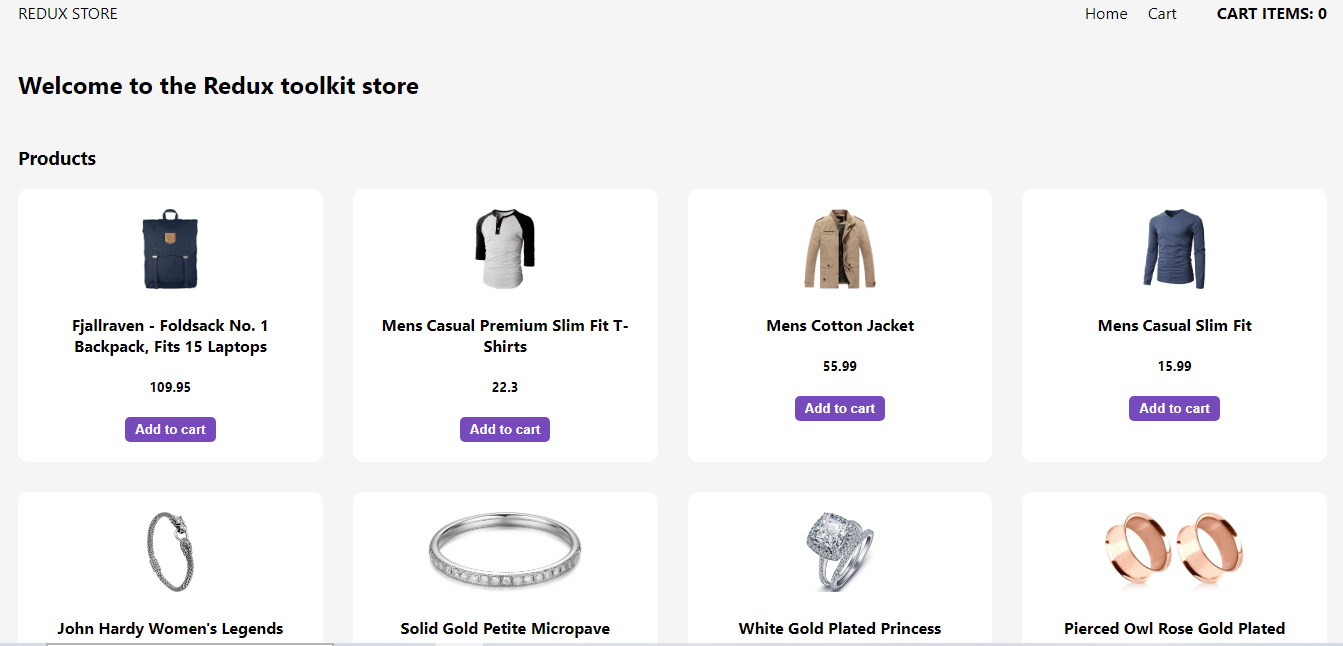 REDUX STORE
Home Cart CART ITEMS: 0
Welcome to the Redux toolkit store
Products
Fjallraven - Foldsack No. 1
Backpack, Fits 15 Laptops
109.95
Add to cart
Mens Casual Premium Slim Fit T-
Shirts
22.3
Add to cart
Mens Cotton Jacket
55.99
Add to cart
Mens Casual Slim Fit
15.99
Add to cart
John Hardy Women's Legends
Solid Gold Petite Micropave
White Gold Plated Princess
Pierced Owl Rose Gold Plated